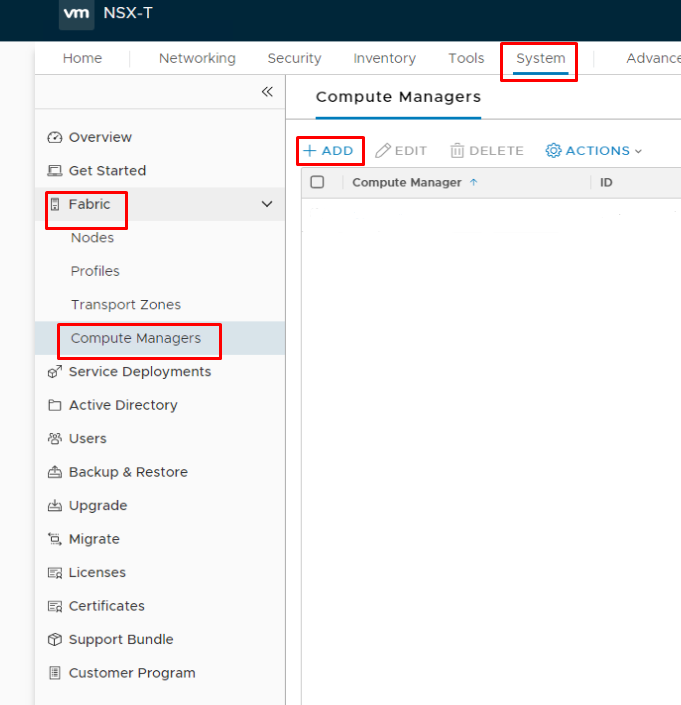 vm NSX-T
Home Networking Security Inventory Tools System Advance
Compute Managers
+ ADD EDIT DELETE ACTIONS
Compute Manager ID
Overview
Get Started
Fabric
Nodes
Profiles
Transport Zones
Compute Managers
Service Deployments
Active Directory
Users
Backup & Restore
Upgrade
Migrate
Licenses
Certificates
Support Bundle
Customer Program